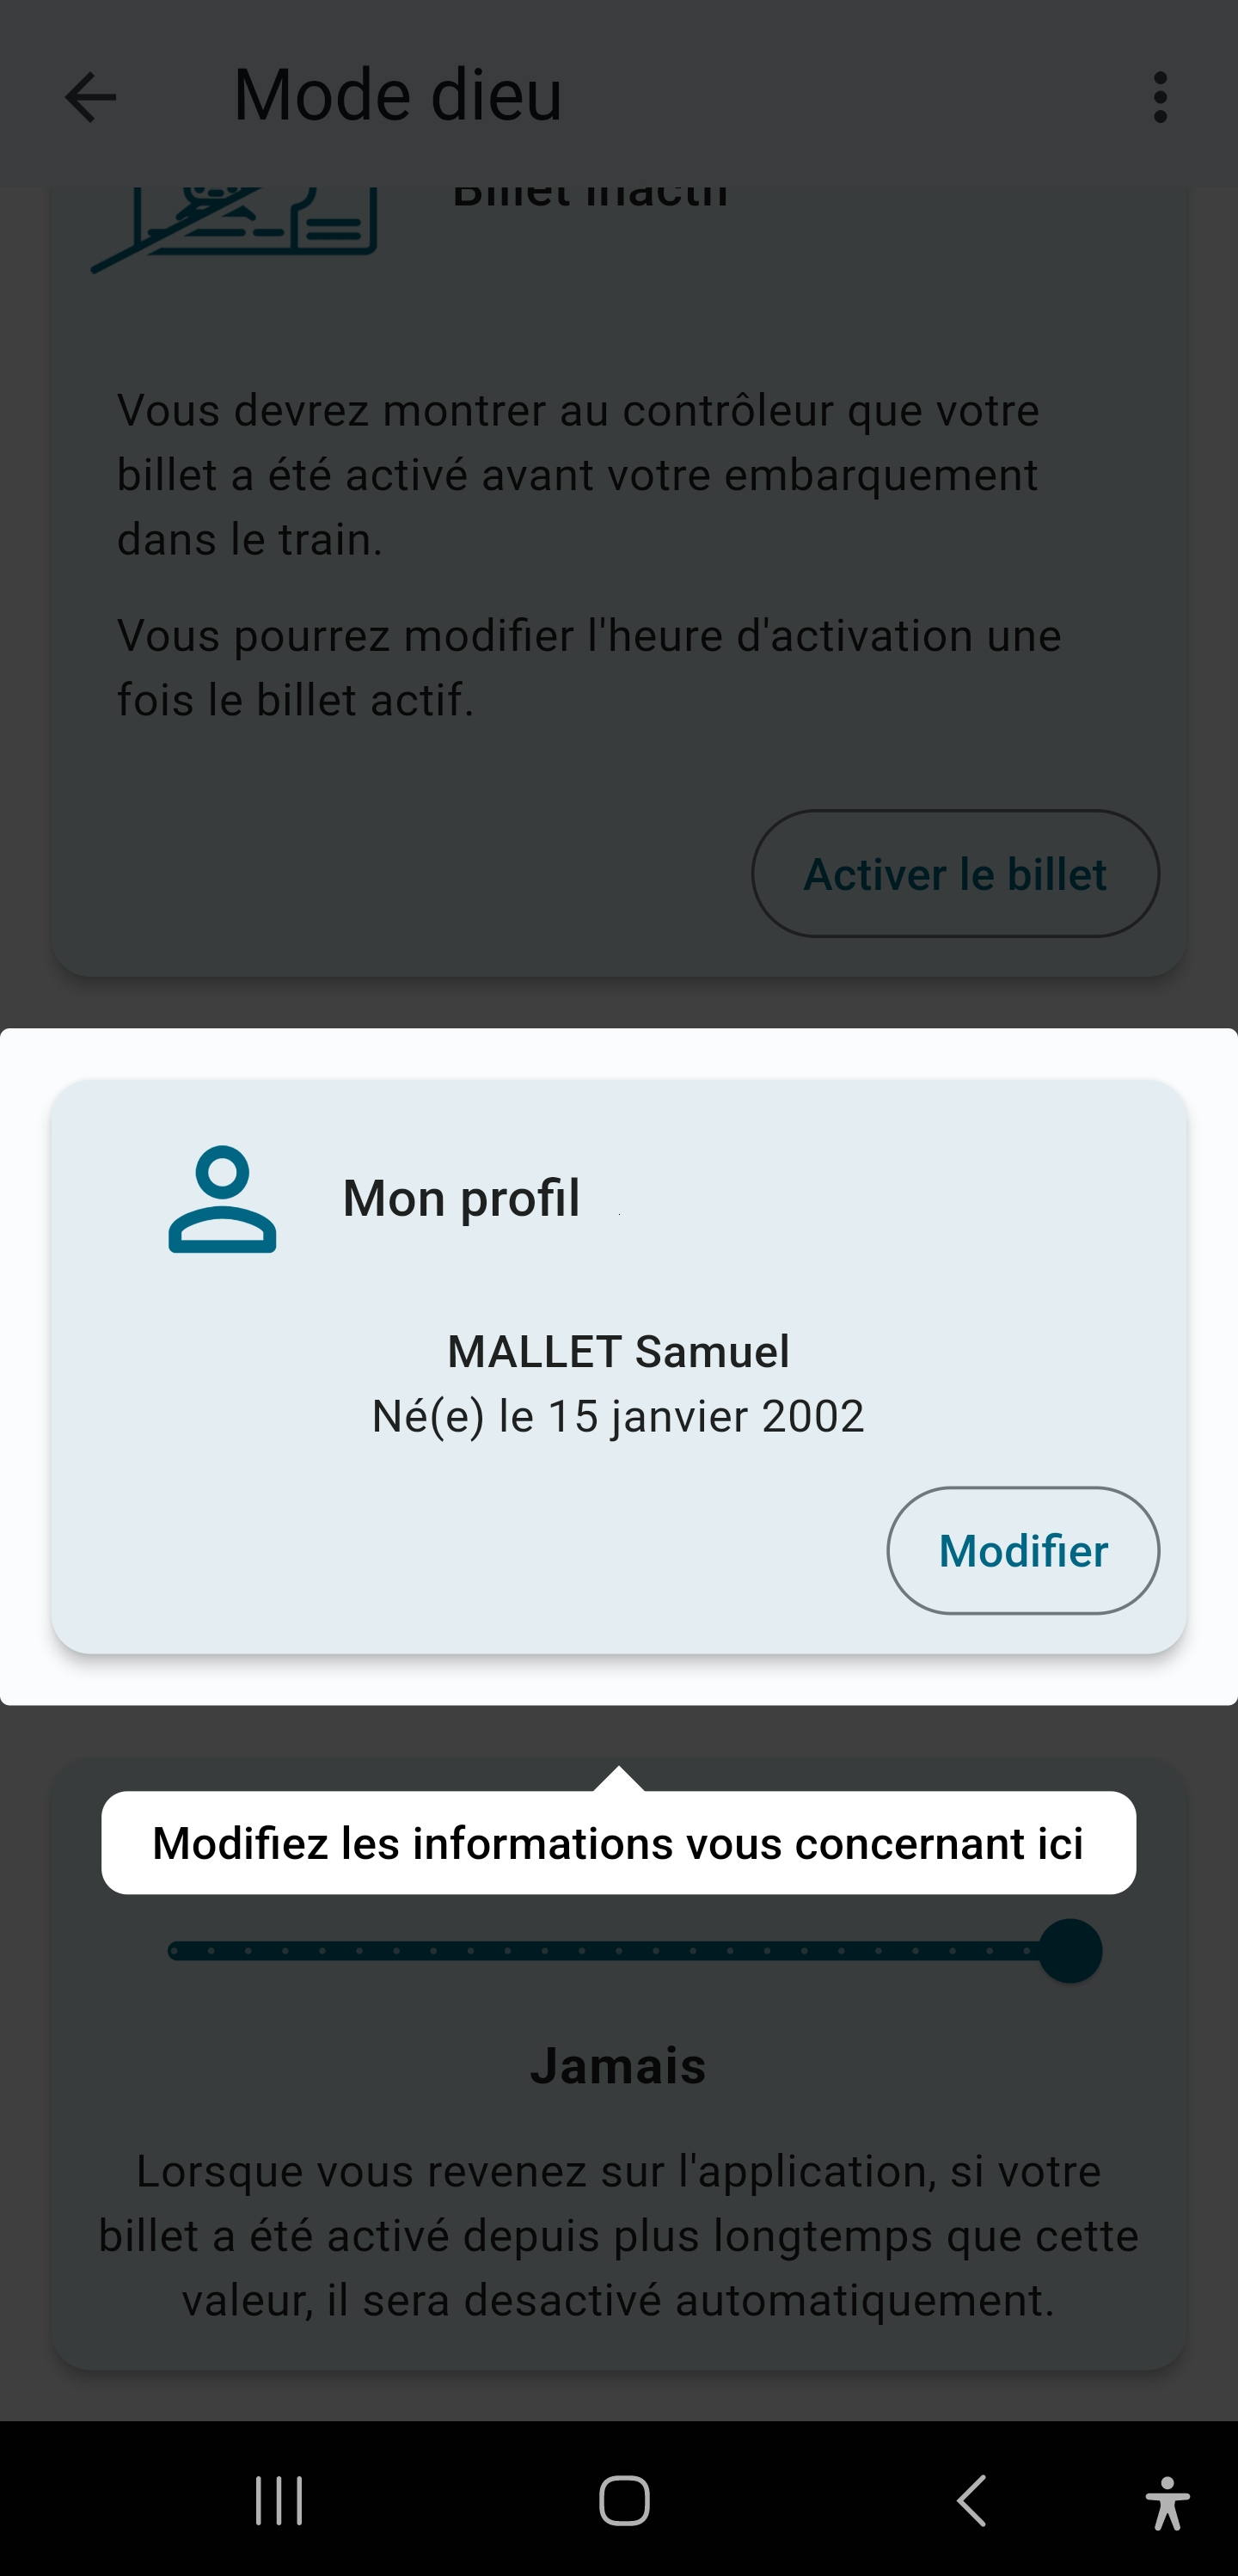 Mode dieu
Billet inactif
Vous devrez montrer au contrôleur que votre
billet a été activé avant votre embarquement
dans le train.
Vous pourrez modifier l'heure d'activation une
fois le billet actif.
Activer le billet
Mon profil
MALLET Samuel
Né(e) le 15 janvier 2002
Modifier
Modifiez les informations vous concernant ici
Jamais
Lorsque vous revenez sur l'application, si votre
billet a été activé depuis plus longtemps que cette
valeur, il sera desactivé automatiquement.